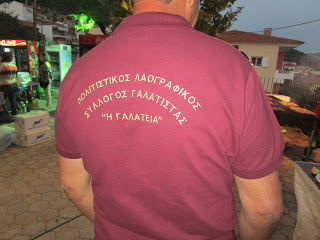 ΠΟΛΙΤΙΣΤΙΚΟΣ ΛΑΟΓΡΑΦΙΚΟΣ
ΣΥΛΛΟΓΟΣ ΓΑΛΑΤΙΣΤΑΣ
"Η ΓΑΛΑΤΕΙΑ"